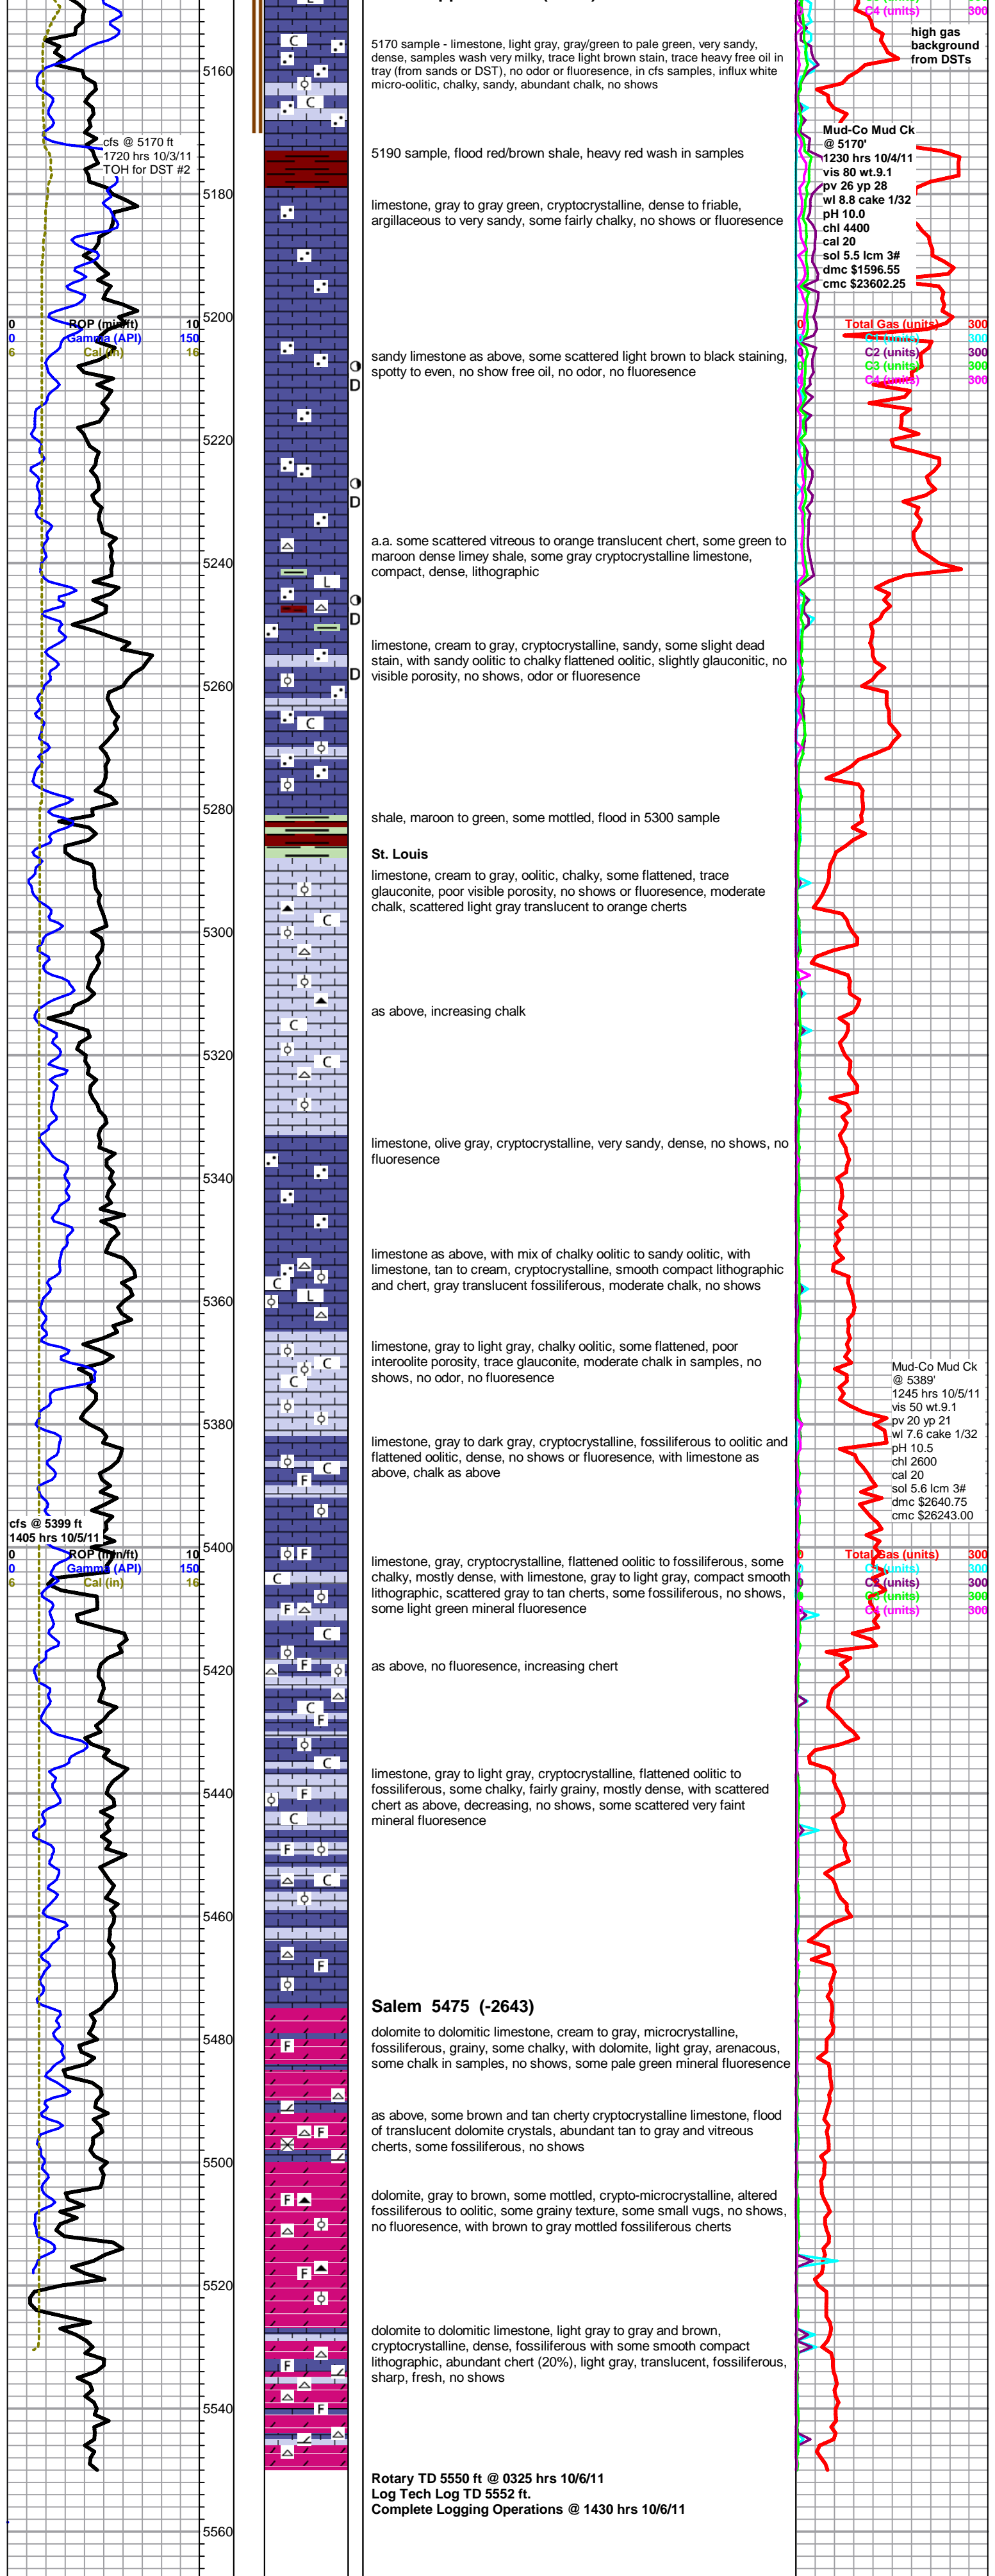 C4 (units) 300
high gas
background
from DSTs
5160
5170 sample - limestone, light gray, gray/green to pale green, very sandy,
dense, samples wash very milky, trace light brown stain, trace heavy free oil in
tray (from sands or DST), no odor or fluoresence, in cfs samples, influx white
micro-oolitic, chalky, sandy, abundant chalk, no shows
C
C
cfs @ 5170 ft
1720 hrs 10/3/11
TOH for DST #2
5190 sample, flood red/brown shale, heavy red wash in samples
Mud-Co Mud Ck
@ 5170'
1230 hrs 10/4/11
vis 80 wt.9.1
pv 26 yp 28
wl 8.8 cake 1/32
pH 10.0
chl 4400
cal 20
sol 5.5 lcm 3#
dmc $1596.55
cmc $23602.25
5180
limestone, gray to gray green, cryptocrystalline, dense to friable,
argillaceous to very sandy, some fairly chalky, no shows or fluoresence
5200
0 ROP (min/ft) 10
0 Gamma (API) 150
6 Cal (in) 16
0 Total Gas (units) 300
C1 (units)
0 C2 (units) 300
C3 (units) 300
C4 (units) 300
sandy limestone as above, some scattered light brown to black staining,
spotty to even, no show free oil, no odor, no fluoresence
D
5220
D
5240
a.a. some scattered vitreous to orange translucent chert, some green to
maroon dense limey shale, some gray cryptocrystalline limestone,
compact, dense, lithographic
L
D
limestone, cream to gray, cryptocrystalline, sandy, some slight dead
stain, with sandy oolitic to chalky flattened oolitic, slightly glauconitic, no
visible porosity, no shows, odor or fluoresence
D
5260
C
5280
shale, maroon to green, some mottled, flood in 5300 sample
St. Louis
limestone, cream to gray, oolitic, chalky, some flattened, trace
glauconite, poor visible porosity, no shows or fluoresence, moderate
chalk, scattered light gray translucent to orange cherts
C
5300
as above, increasing chalk
C
5320
C
limestone, olive gray, cryptocrystalline, very sandy, dense, no shows, no
fluoresence
5340
limestone as above, with mix of chalky oolitic to sandy oolitic, with
limestone, tan to cream, cryptocrystalline, smooth compact lithographic
and chert, gray translucent fossiliferous, moderate chalk, no shows
C
L
5360
limestone, gray to light gray, chalky oolitic, some flattened, poor
interoolite porosity, trace glauconite, moderate chalk in samples, no
shows, no odor, no fluoresence
C
C
Mud-Co Mud Ck
@ 5389'
1245 hrs 10/5/11
vis 50 wt.9.1
pv 20 yp 21
wl 7.6 cake 1/32
pH 10.5
chl 2600
cal 20
sol 5.6 lcm 3#
dmc $2640.75
cmc $26243.00
5380
limestone, gray to dark gray, cryptocrystalline, fossiliferous to oolitic and
flattened oolitic, dense, no shows or fluoresence, with limestone as
above, chalk as above
C
F
cfs @ 5399 ft
1405 hrs 10/5/11
5400
0 ROP (min/ft) 10
0 Gamma (API) 150
6 Cal (in) 16
0 Total Gas (units) 300
C1 (units)
0 C2 (units) 300
C3 (units) 300
C4 (units) 300
F
limestone, gray, cryptocrystalline, flattened oolitic to fossiliferous, some
chalky, mostly dense, with limestone, gray to light gray, compact smooth
lithographic, scattered gray to tan cherts, some fossiliferous, no shows,
some light green mineral fluoresence
C
F
C
5420
as above, no fluoresence, increasing chert
F
C
F
C
limestone, gray to light gray, cryptocrystalline, flattened oolitic to
fossiliferous, some chalky, fairly grainy, mostly dense, with scattered
chert as above, decreasing, no shows, some scattered very faint
mineral fluoresence
5440
F
C
F
C
5460
F
Salem 5475 (-2643)
5480
dolomite to dolomitic limestone, cream to gray, microcrystalline,
fossiliferous, grainy, some chalky, with dolomite, light gray, arenacous,
some chalk in samples, no shows, some pale green mineral fluoresence
F
as above, some brown and tan cherty cryptocrystalline limestone, flood
of translucent dolomite crystals, abundant tan to gray and vitreous
cherts, some fossiliferous, no shows
F
5500
dolomite, gray to brown, some mottled, crypto-microcrystalline, altered
fossiliferous to oolitic, some grainy texture, some small vugs, no shows,
no fluoresence, with brown to gray mottled fossiliferous cherts
F
F
5520
dolomite to dolomitic limestone, light gray to gray and brown,
cryptocrystalline, dense, fossiliferous with some smooth compact
lithographic, abundant chert (20%), light gray, translucent, fossiliferous,
sharp, fresh, no shows
F
5540
F
Rotary TD 5550 ft @ 0325 hrs 10/6/11
Log Tech Log TD 5552 ft.
Complete Logging Operations @ 1430 hrs 10/6/11
5560